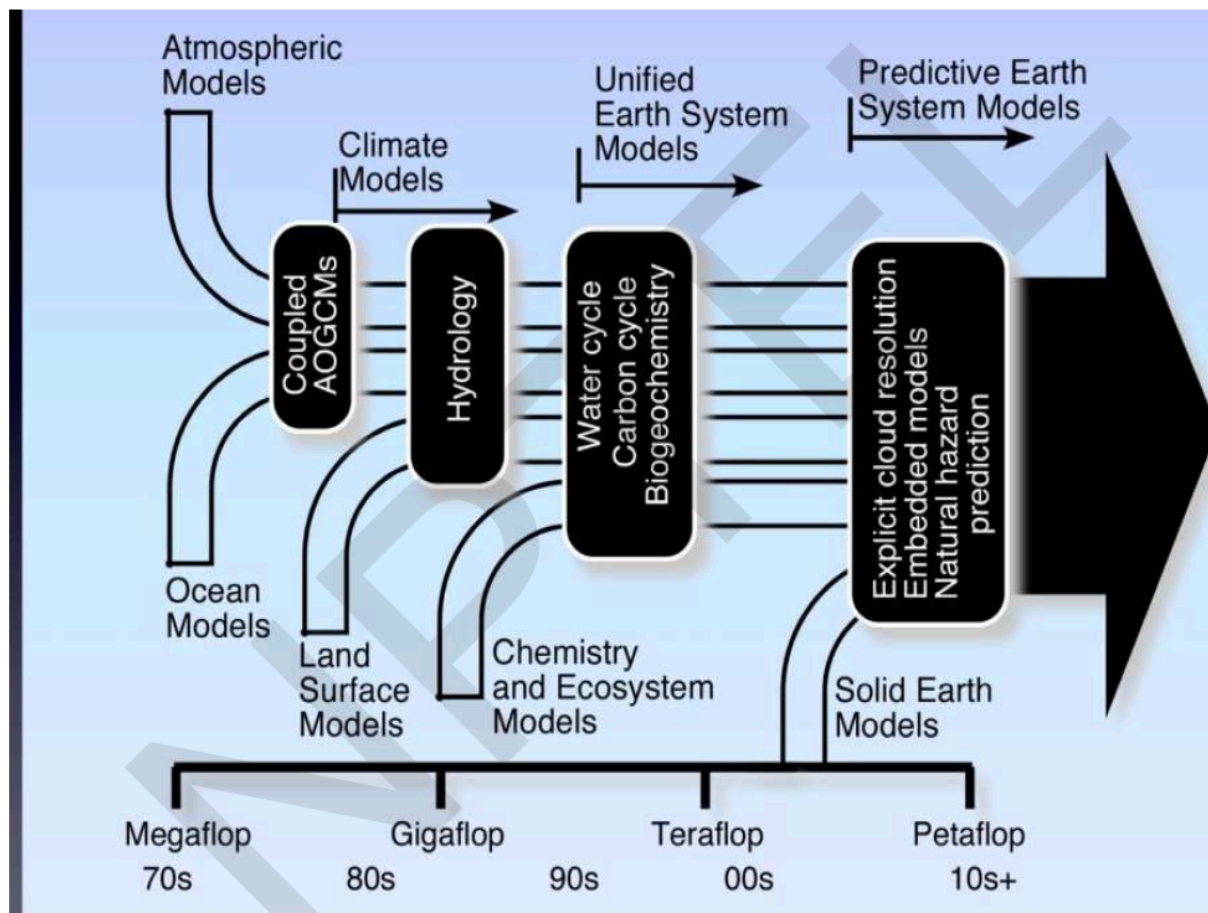 Atmospheric
Models
Climate
Models
Unified
Earth System
Models
Predictive Earth
System Models
Coupled
AOGCMs
Hydrology
Water cycle
Carbon cycle
Biogeochemistry
Explicit cloud resolution
Embedded models
Natural hazard
prediction
Ocean
Models
Land
Surface
Models
Chemistry
and Ecosystem
Models
Solid Earth
Models
Megaflop
Gigaflop
Teraflop
Petaflop
70s
80s
90s
00s
10s+
NPTEL